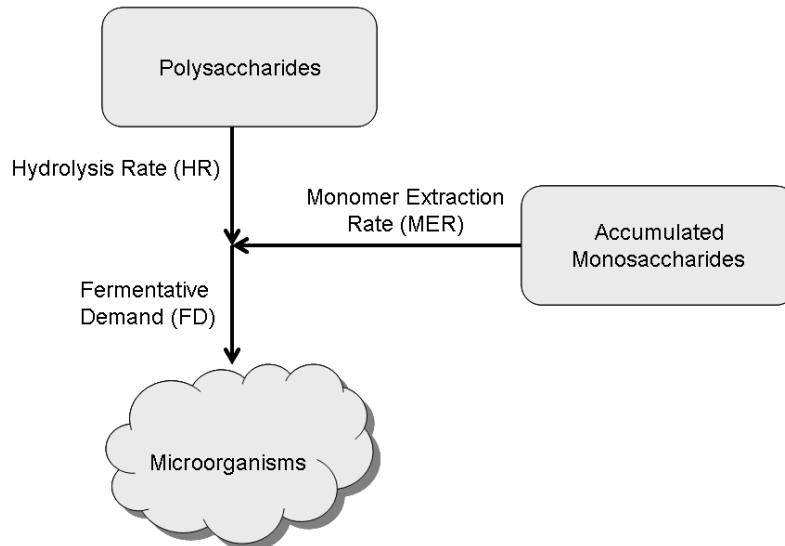 Polysaccharides
Hydrolysis Rate (HR)
Monomer Extraction
Rate (MER)
Accumulated
Monosaccharides
Fermentative
Demand (FD)
Microorganisms